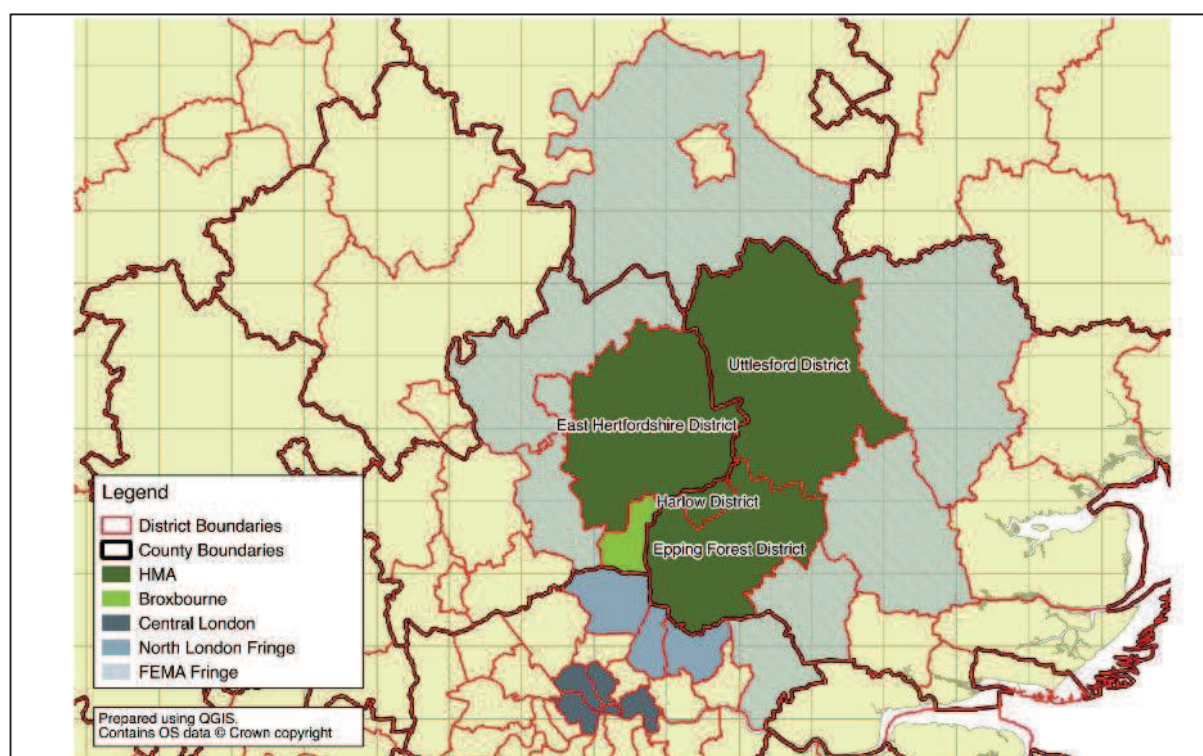 Uttlesford District
East Hertfordshire District
Harlow District
Epping Forest District
Legend
District Boundaries
County Boundaries
HMA
Broxbourne
Central London
North London Fringe
FEMA Fringe
Prepared using QGIS.
Contains OS data © Crown copyright